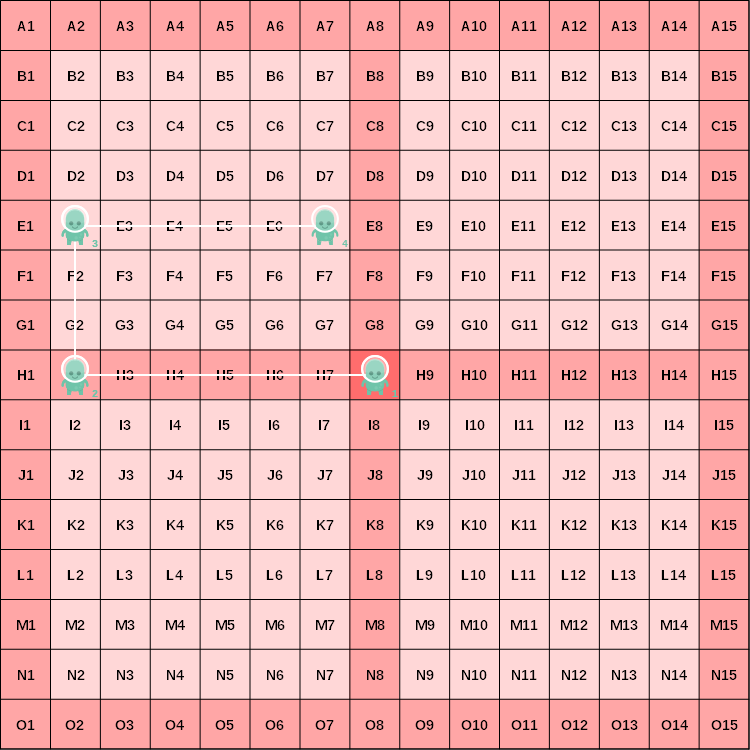 A1 A2 A3 A4 A5 A6 A7 A8 A9 A10 A11 A12 A13 A14 A15
B1 B2 B3 B4 B5 B6 B7 B8 B9 B10 B11 B12 B13 B14 B15
C1 C2 C3 C4 C5 C6 C7 C8 C9 C10 C11 C12 C13 C14 C15
D1 D2 D3 D4 D5 D6 D7 D8 D9 D10 D11 D12 D13 D14 D15
E1 3 E3 E4 E5 E6 4 E8 E9 E10 E11 E12 E13 E14 E15
F1 F2 F3 F4 F5 F6 F7 F8 F9 F10 F11 F12 F13 F14 F15
G1 G2 G3 G4 G5 G6 G7 G8 G9 G10 G11 G12 G13 G14 G15
H1 2 H3 H4 H5 H6 H7 1 H9 H10 H11 H12 H13 H14 H15
I1 I2 I3 I4 I5 I6 I7 I8 I9 I10 I11 I12 I13 I14 I15
J1 J2 J3 J4 J5 J6 J7 J8 J9 J10 J11 J12 J13 J14 J15
K1 K2 K3 K4 K5 K6 K7 K8 K9 K10 K11 K12 K13 K14 K15
L1 L2 L3 L4 L5 L6 L7 L8 L9 L10 L11 L12 L13 L14 L15
M1 M2 M3 M4 M5 M6 M7 M8 M9 M10 M11 M12 M13 M14 M15
N1 N2 N3 N4 N5 N6 N7 N8 N9 N10 N11 N12 N13 N14 N15
O1 O2 O3 O4 O5 O6 O7 O8 O9 O10 O11 O12 O13 O14 O15